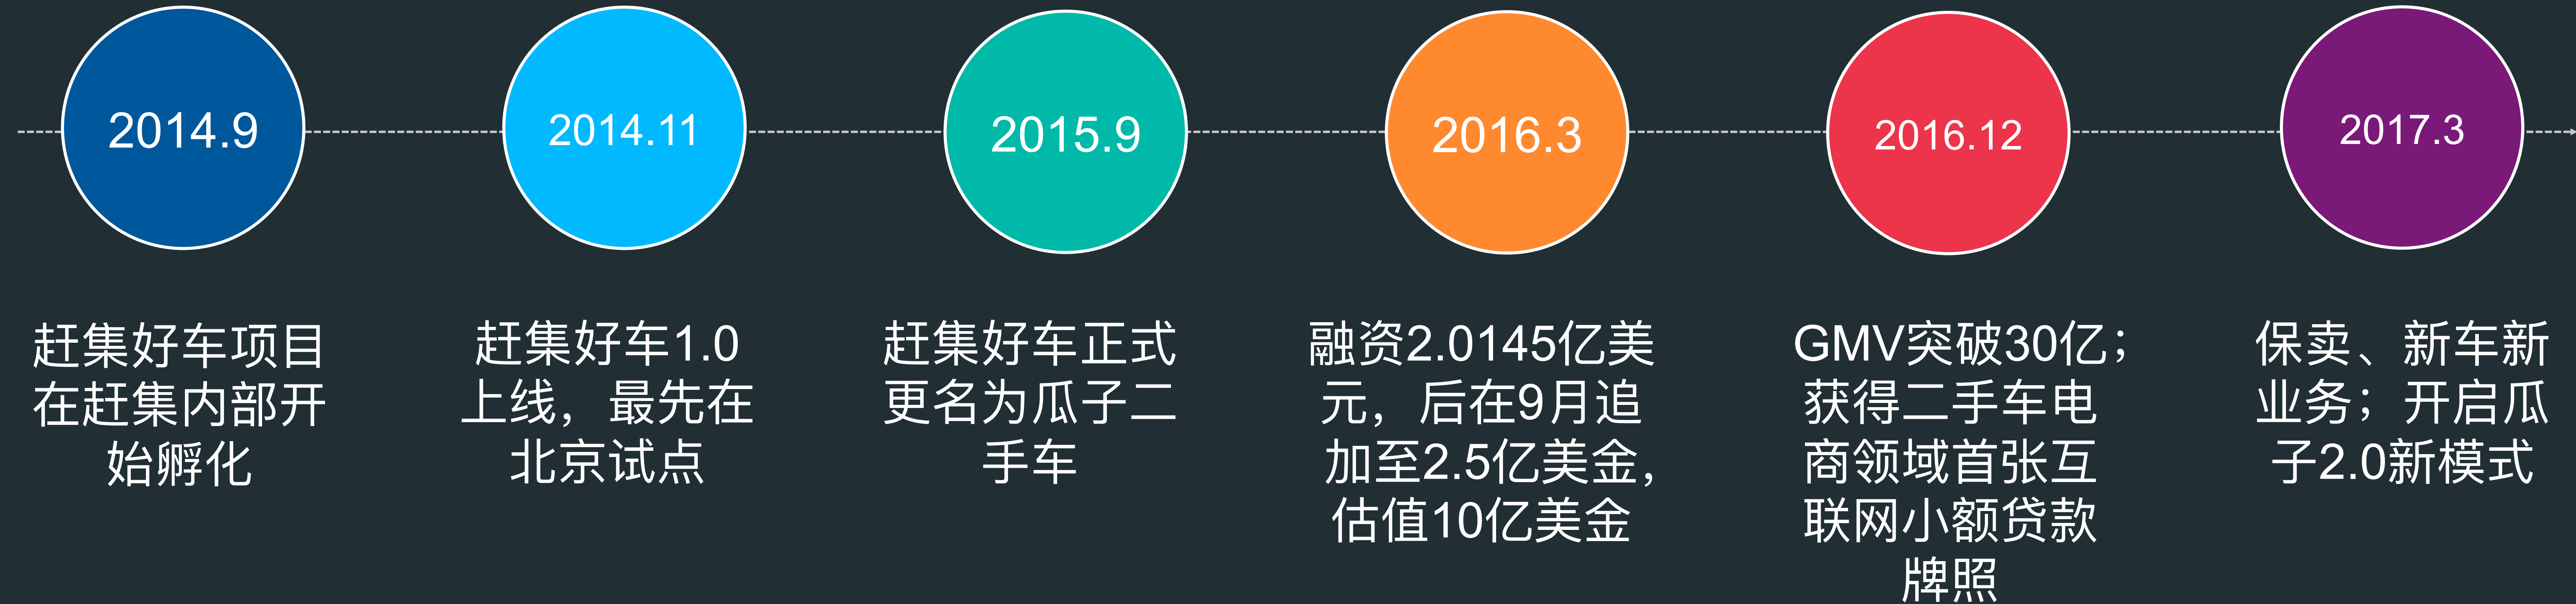 2014.9
赶集好车项目
在赶集内部开
始孵化
2014.11
赶集好车1.0
上线，最先在
北京试点
2015.9
赶集好车正式
更名为瓜子二
手车
2016.3
融资2.0145亿美
元，后在9月追
加至2.5亿美金，
估值10亿美金
2016.12
GMV突破30亿；
获得二手车电
商领域首张互
联网小额贷款
牌照
2017.3
保卖、新车新
业务；开启瓜
子2.0新模式